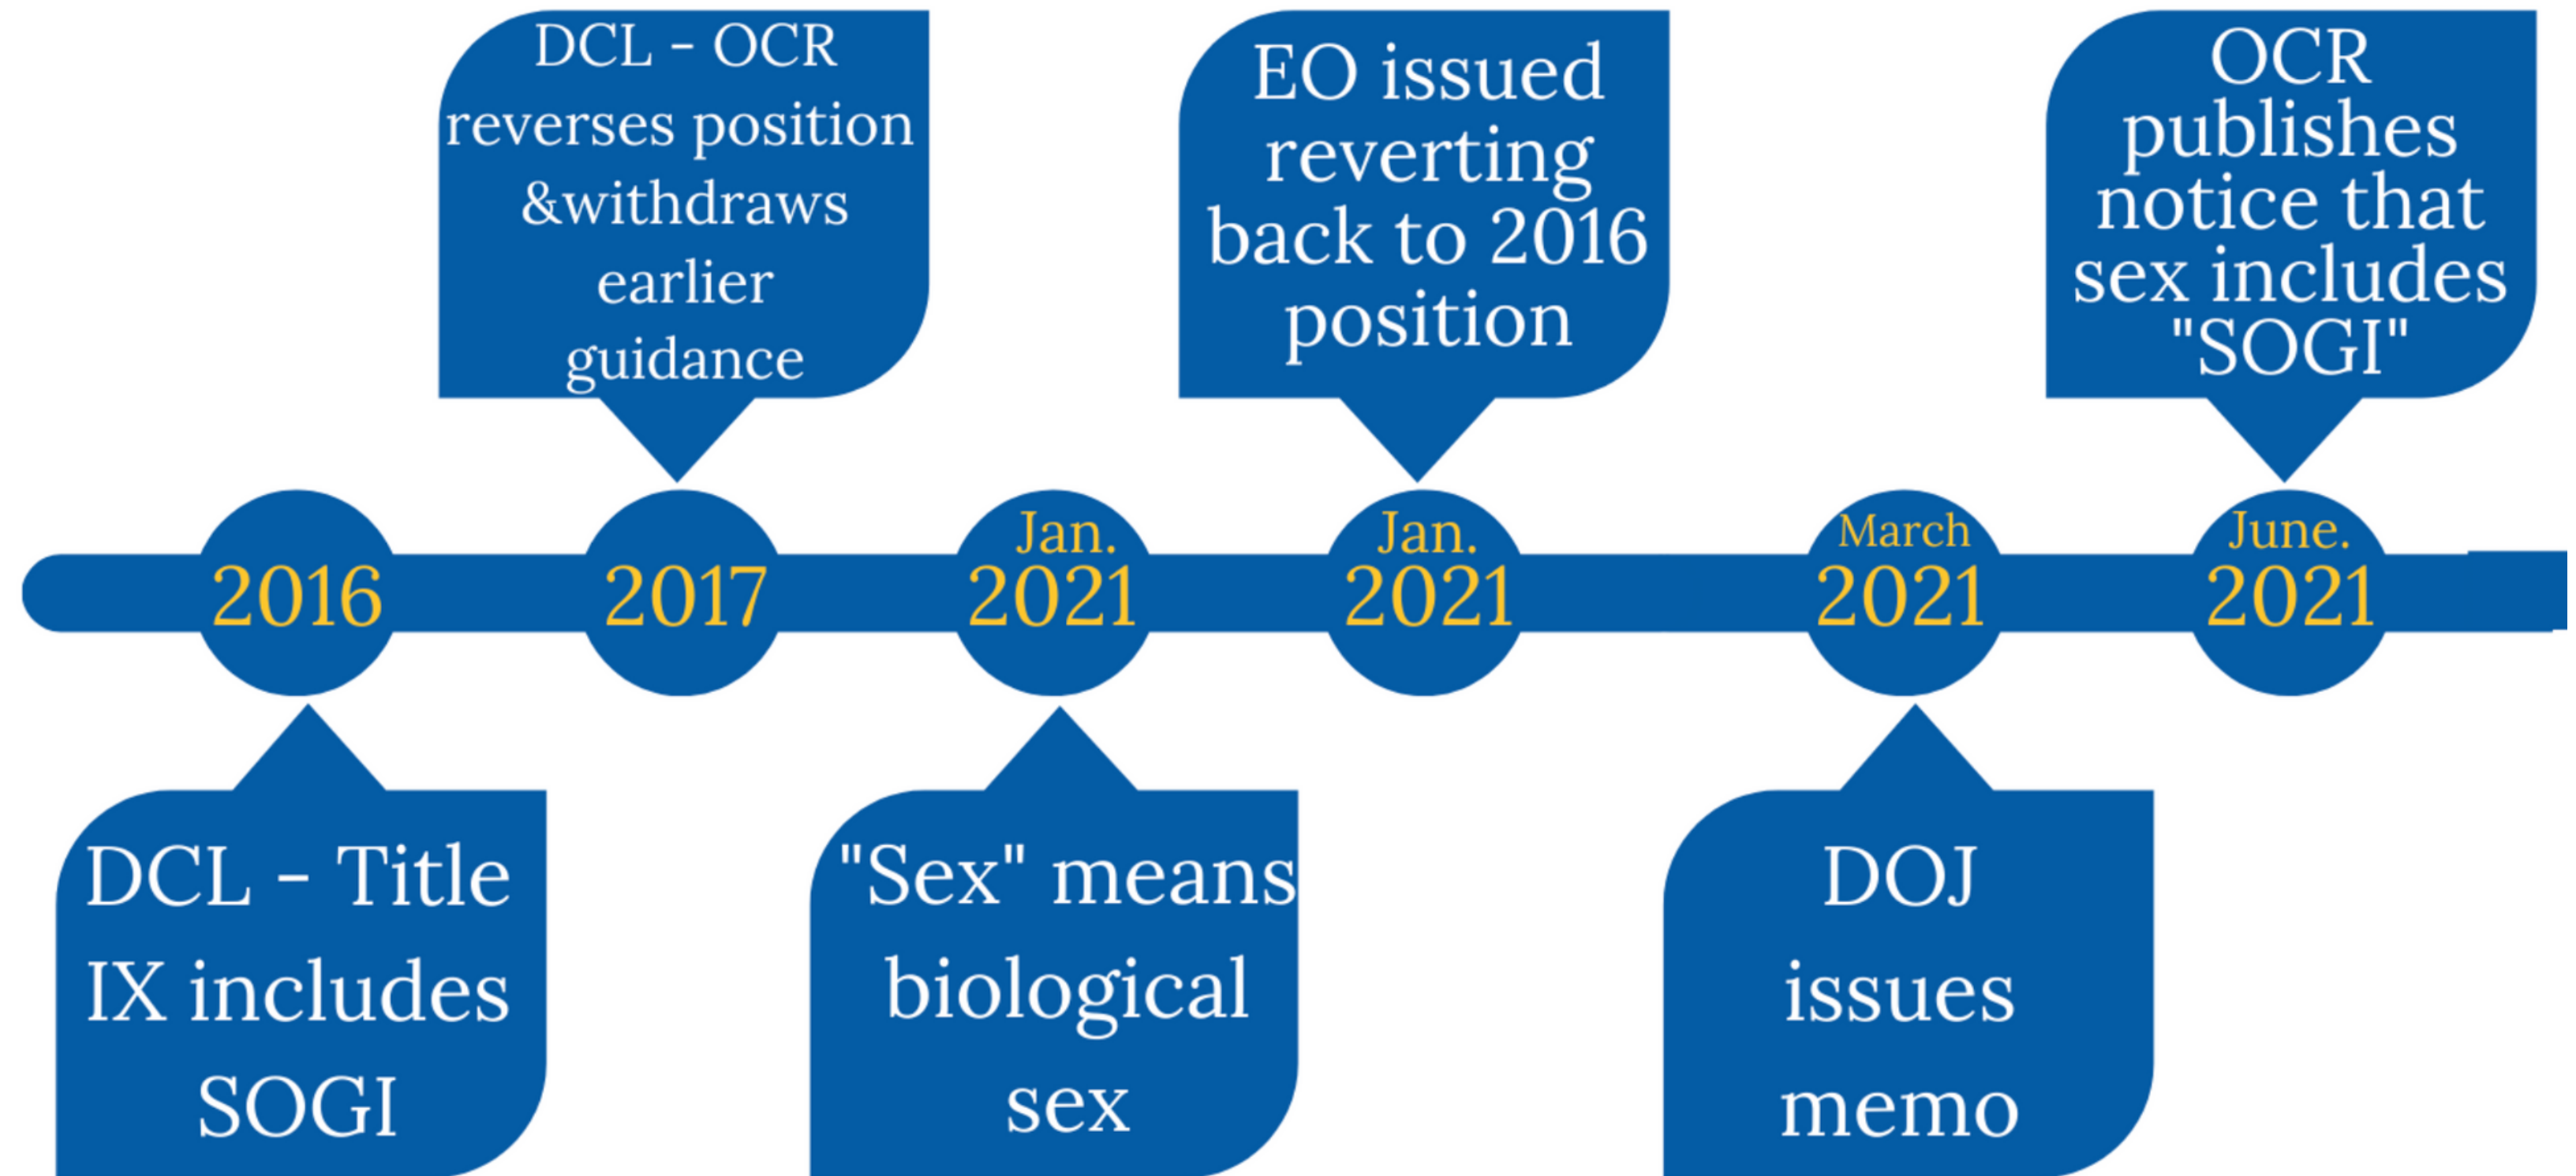 DCL - OCR
reverses position
&withdraws
earlier
guidance
EO issued
reverting
back to 2016
position
OCR
publishes
notice that
sex includes
"SOGI"
2016
2017
Jan.
2021
Jan.
2021
March
2021
June.
2021
DCL - Title
IX includes
SOGI
"Sex" means
biological
sex
DOJ
issues
memo